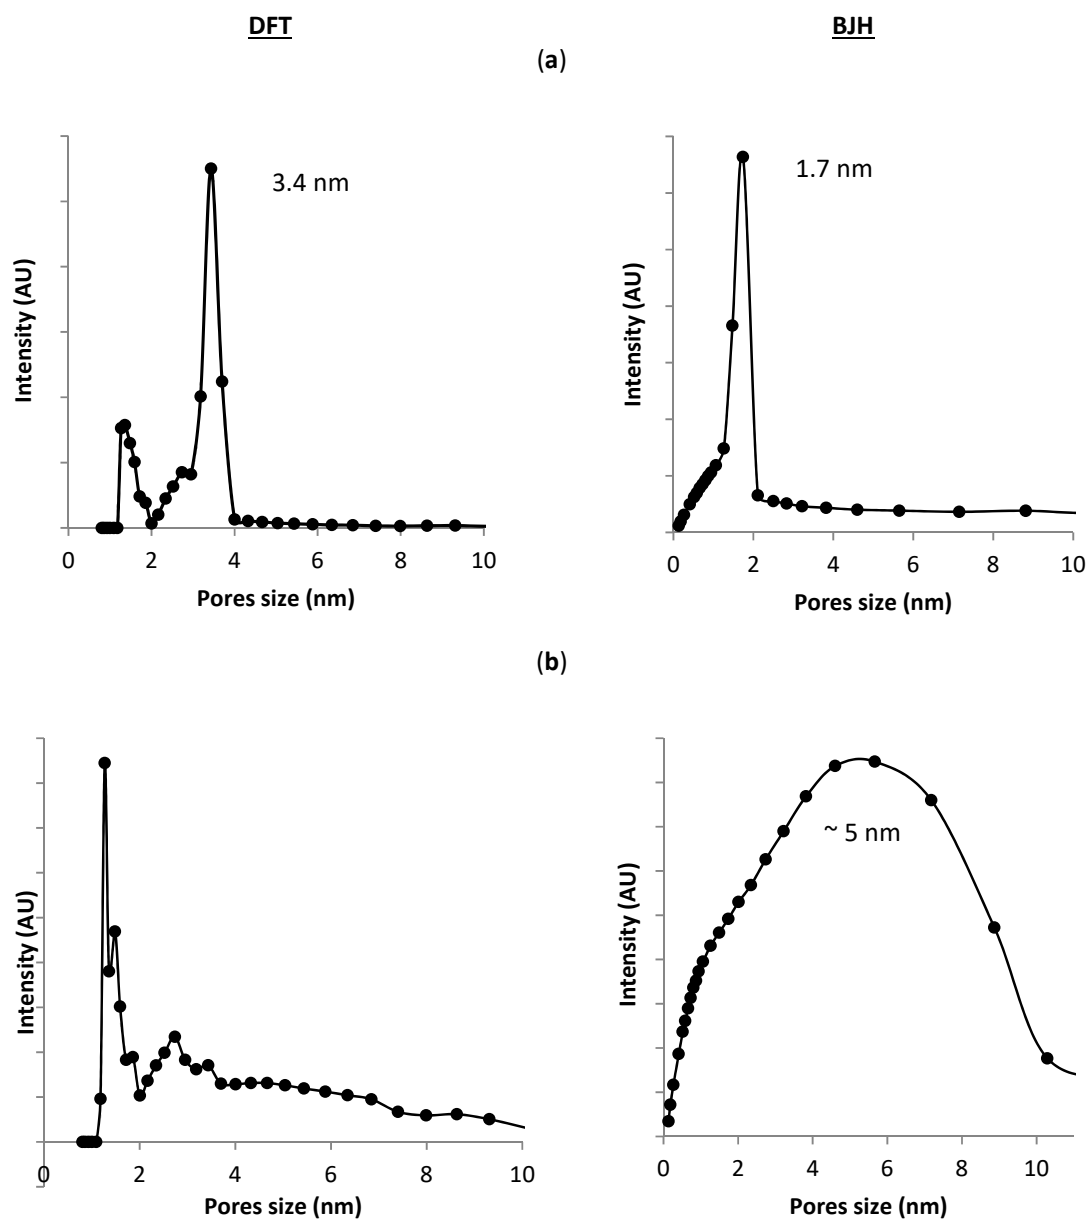 DFT
BJH
(a)
3.4 nm
Intensity (AU)
0 2 4 6 8 10
Pores size (nm)
1.7 nm
Intensity (AU)
0 2 4 6 8 10
Pores size (nm)
(b)
Intensity (AU)
0 2 4 6 8 10
Pores size (nm)
~ 5 nm
Intensity (AU)
0 2 4 6 8 10
Pores size (nm)